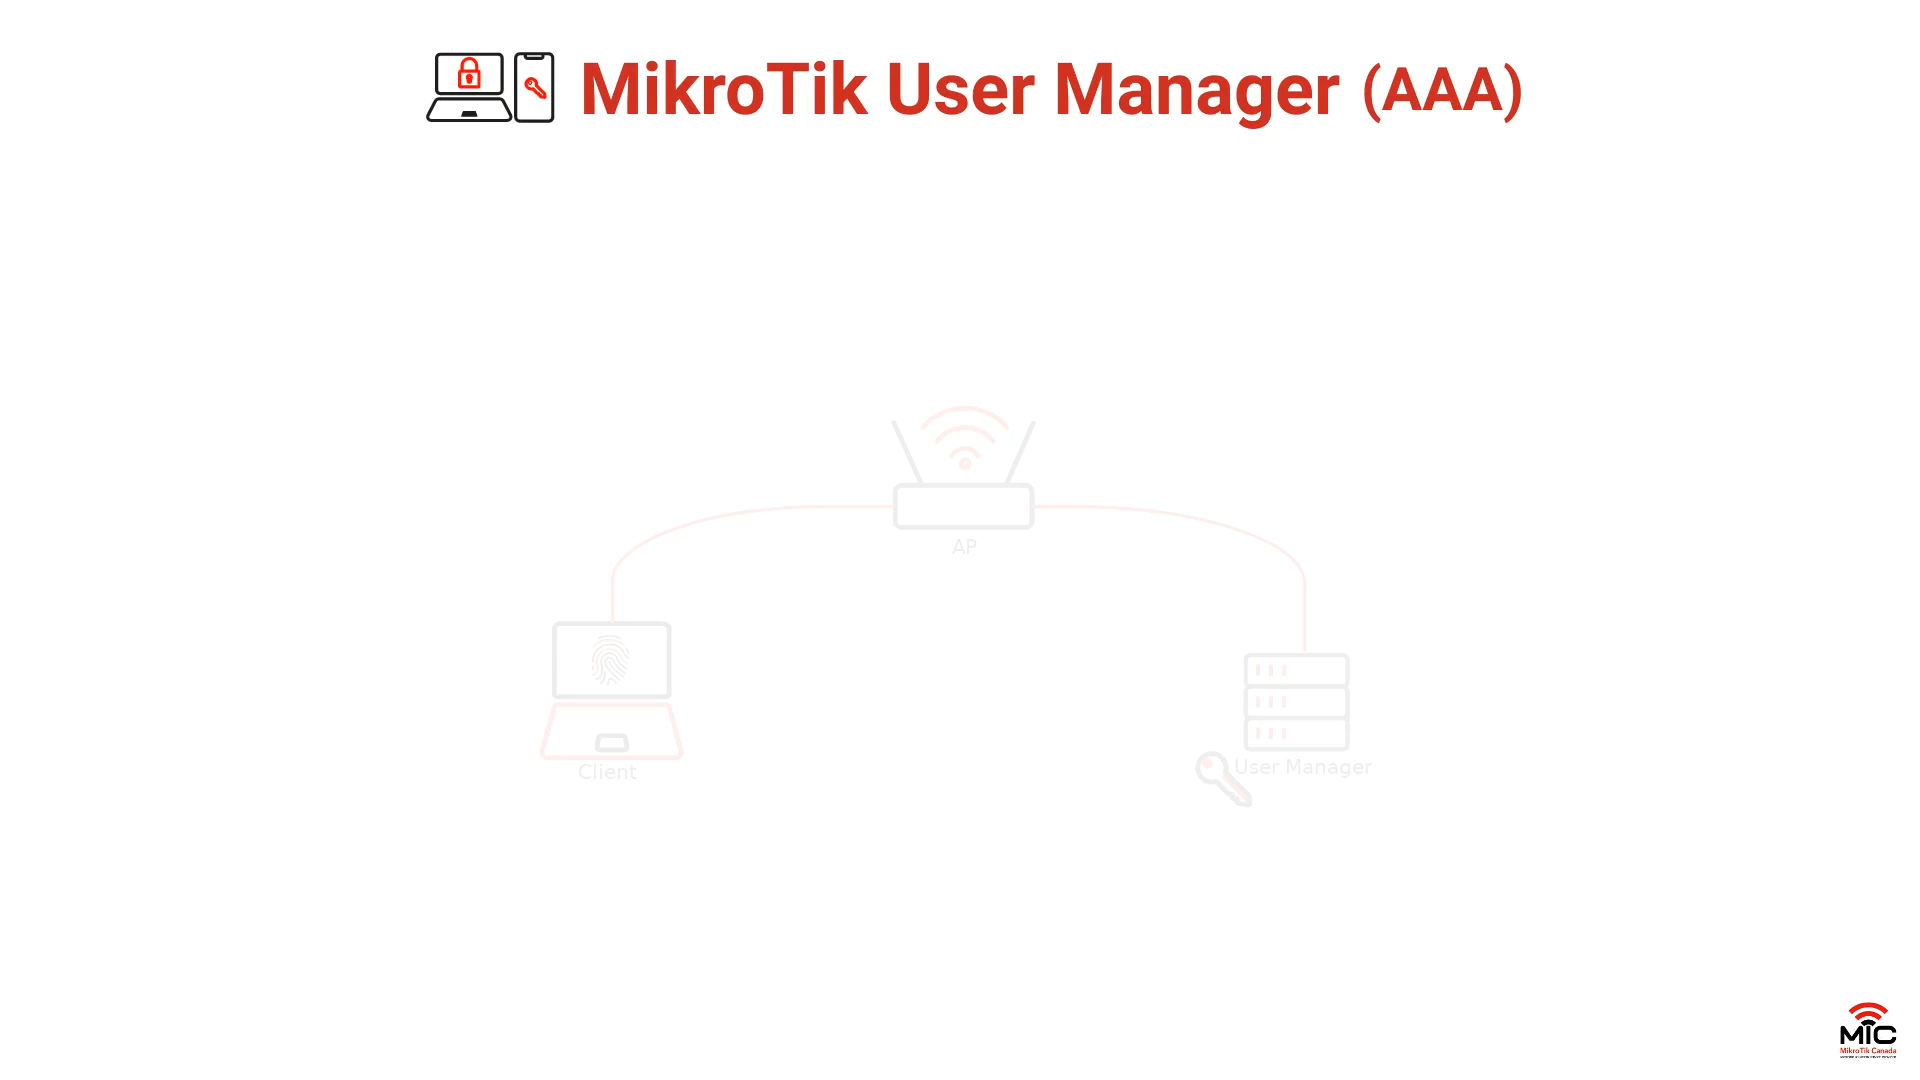 MikroTik User Manager (AAA)
AP
Client
User Manager
MIC
MikroTik Canada